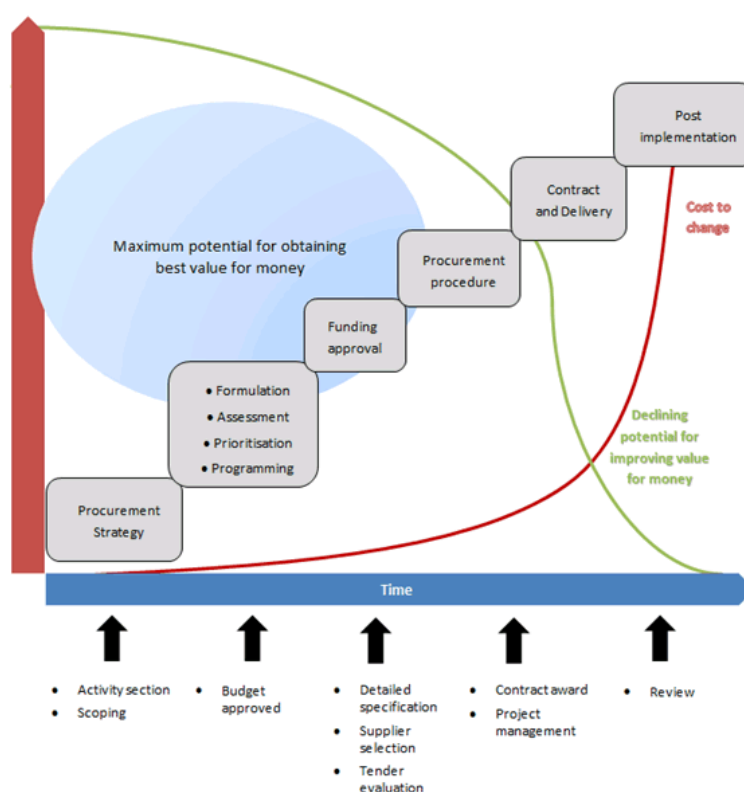 Post
implementation
Contract
and Delivery
Cost to
change
Maximum potential for obtaining
best value for money
Procurement
procedure
Funding
approval
• Formulation
• Assessment
• Prioritisation
• Programming
Declining
potential for
improving value
for money
Procurement
Strategy
Time
• Activity section
• Scoping
• Budget
approved
• Detailed
specification
• Supplier
selection
• Tender
evaluation
• Contract award
• Project
management
• Review